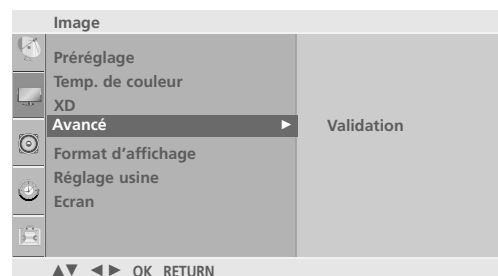 Image
Préréglage
Temp. de couleur
XD
Avancé ► Validation
Format d’affichage
Réglage usine
Ecran
▲▼ ◄► OK RETURN